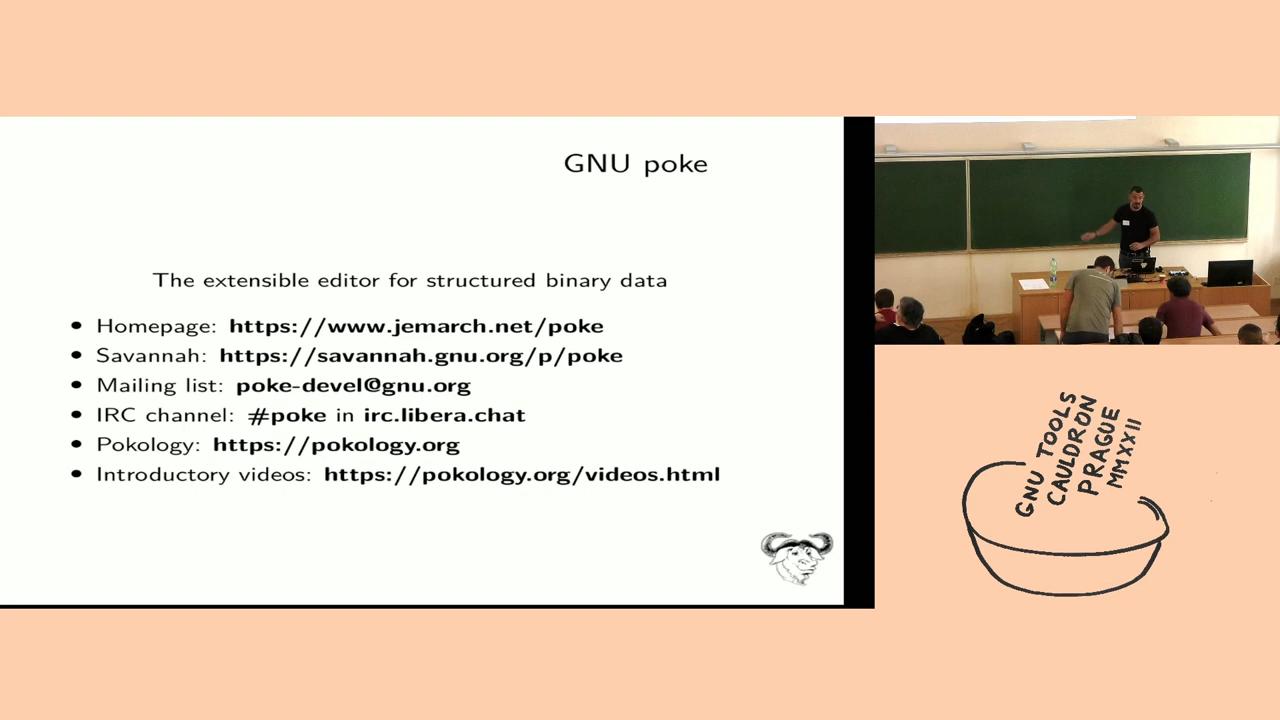 GNU poke
The extensible editor for structured binary data
• Homepage: https://www.jemarch.net/poke
• Savannah: https://savannah.gnu.org/p/poke
• Mailing list: poke-devel@gnu.org
• IRC channel: #poke in irc.libera.chat
• Pokology: https://pokology.org
• Introductory videos: https://pokology.org/videos.html
GNU TOOLS
CAULDRON
PRAGUE
MMXXII